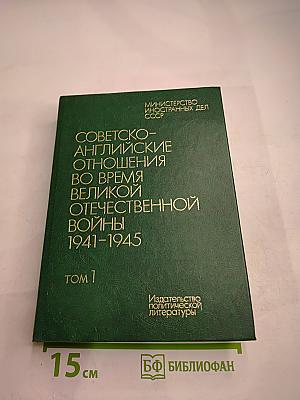 МИНИСТЕРСТВО
ИНОСТРАННЫХ ДЕЛ
СССР
СОВЕТСКО-
АНГЛИЙСКИЕ
ОТНОШЕНИЯ
ВО ВРЕМЯ
ВЕЛИКОЙ
ОТЕЧЕСТВЕННОЙ
ВОЙНЫ
1941-1945
ТОМ 1
Издательство
политической
литературы
15 см
БФ БИБЛИОФАН